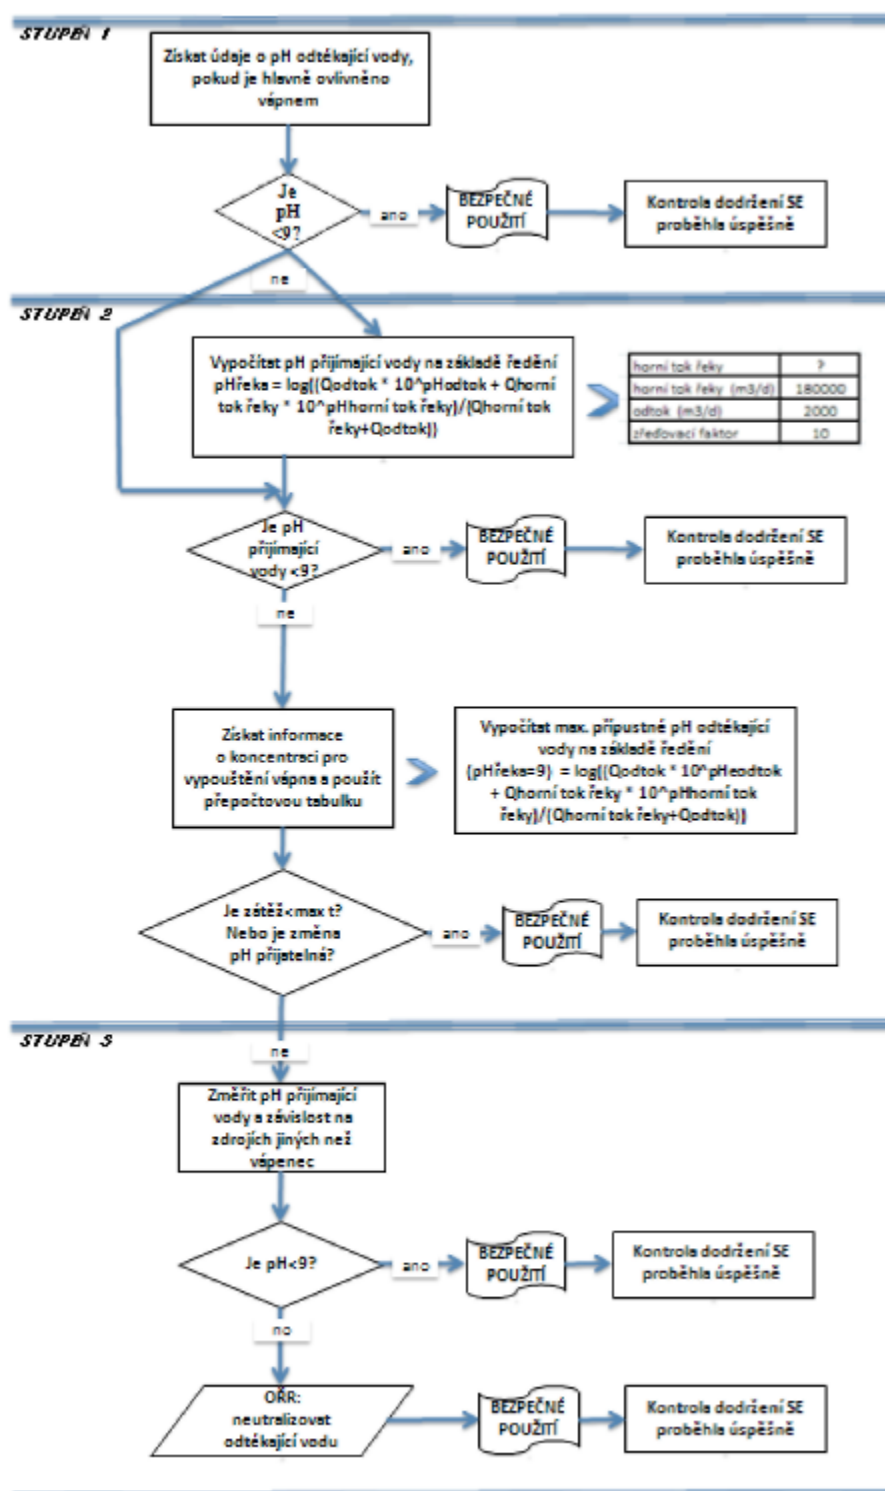 STUPEŇ 1
Získat údaje o pH odtékající vody,
pokud je hlavně ovlivněno
vápnem
Je
pH
<9?
ano
BEZPEČNÉ
POUŽITÍ
Kontrola dodržení SE
proběhla úspěšně
ne
STUPEŇ 2
Vypočítat pH přijímající vody na základě ředění
pHřeka = log((Qodtok * 10^pHodtok + Qhorní
tok řeky * 10^pHhorní tok řeky)/(Qhorní tok
řeky+Qodtok))
horní tok řeky ?
horní tok řeky (m3/d) 180000
odtok (m3/d) 2000
zřeďovací faktor 10
Je pH
přijímající
vody <9?
ano
BEZPEČNÉ
POUŽITÍ
Kontrola dodržení SE
proběhla úspěšně
ne
Získat informace
o koncentraci pro
vypouštění vápna a použít
přepočtovou tabulku
Vypočítat max. přípustné pH odtékající
vody na základě ředění
(pHřeka=9) = log((Qodtok * 10^pHeodtok
+ Qhorní tok řeky * 10^pHhorní tok
řeky)/(Qhorní tok řeky+Qodtok))
Je zátěž<max t?
Nebo je změna
pH přijatelná?
ano
BEZPEČNÉ
POUŽITÍ
Kontrola dodržení SE
proběhla úspěšně
STUPEŇ 3
ne
Změřit pH přijímající
vody a závislost na
zdrojích jiných než
vápenec
Je pH<9?
ano
BEZPEČNÉ
POUŽITÍ
Kontrola dodržení SE
proběhla úspěšně
no
OŘR:
neutralizovat
odtékající vodu
BEZPEČNÉ
POUŽITÍ
Kontrola dodržení SE
proběhla úspěšně